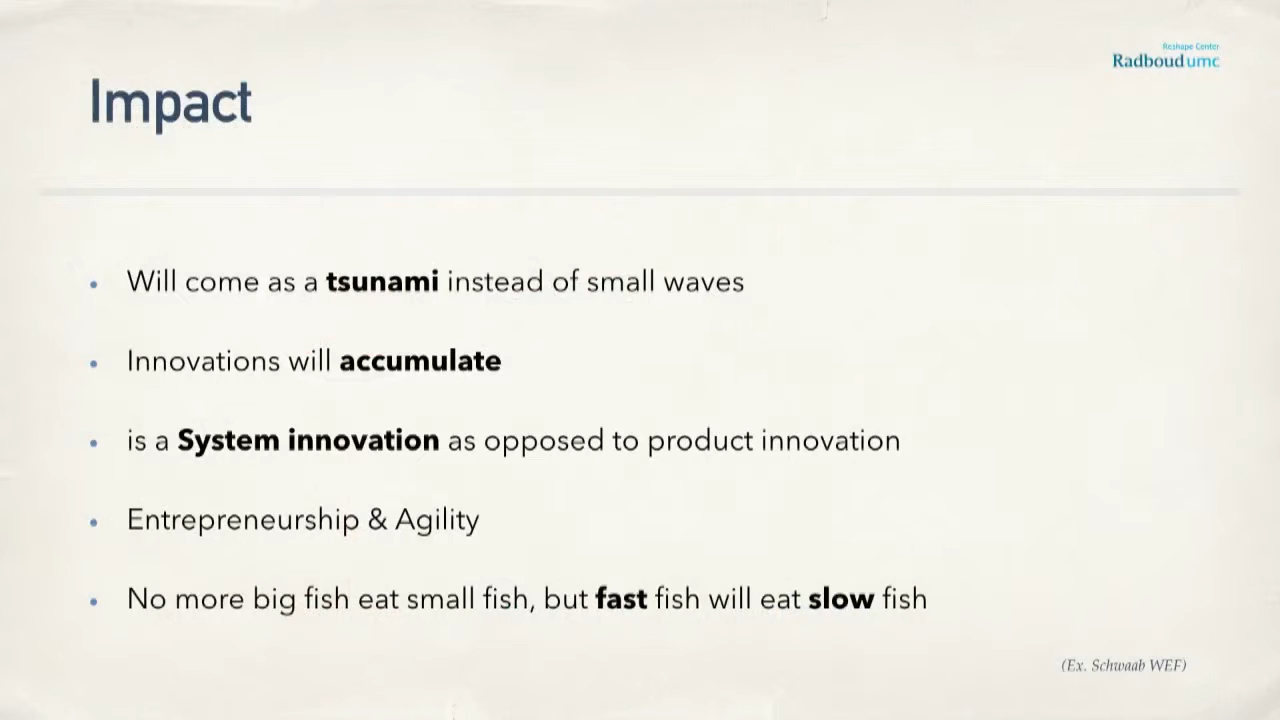 Reshape Center
Radboudumc
Impact
• Will come as a tsunami instead of small waves
• Innovations will accumulate
• is a System innovation as opposed to product innovation
• Entrepreneurship & Agility
• No more big fish eat small fish, but fast fish will eat slow fish
(Ex. Schwaab WEF)